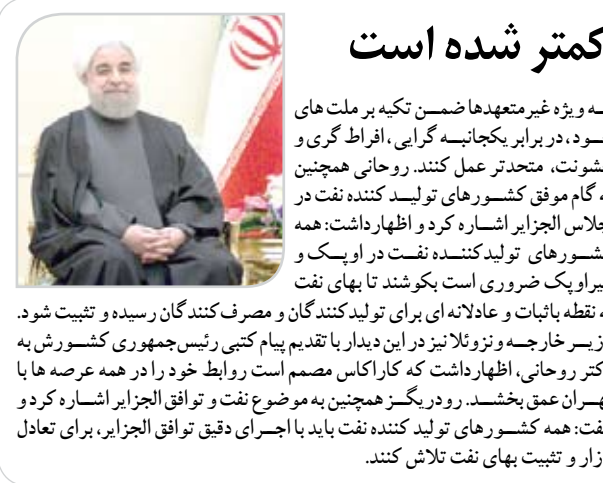 کمتر شده است
به ویژه غیرمتعهدها ضمن تکیه بر ملت های
خود، در برابر یکجانبه گرایی، افراط گری و
خشونت، متحدتر عمل کنند. روحانی همچنین
به گام موفق کشورهای تولید کننده نفت در
اجلاس الجزایر اشاره کرد و اظهارداشت: همه
کشورهای تولیدکننده نفت در اوپک و
غیراوپک ضروری است بکوشند تا بهای نفت
به نقطه باثبات و عادلانه ای برای تولیدکنندگان و مصرف کنندگان رسیده و تثبیت شود.
وزیر خارجه ونزوئلا نیز در این دیدار با تقدیم پیام کتبی رئیس جمهوری کشورش به
دکتر روحانی، اظهارداشت که کاراکاس مصمم است روابط خود را در همه عرصه ها با
تهران عمق بخشد. رودریگز همچنین به موضوع نفت و توافق الجزایر اشاره کرد و
گفت: همه کشورهای تولید کننده نفت باید با اجرای دقیق توافق الجزایر، برای تعادل
بازار و تثبیت بهای نفت تلاش کنند.